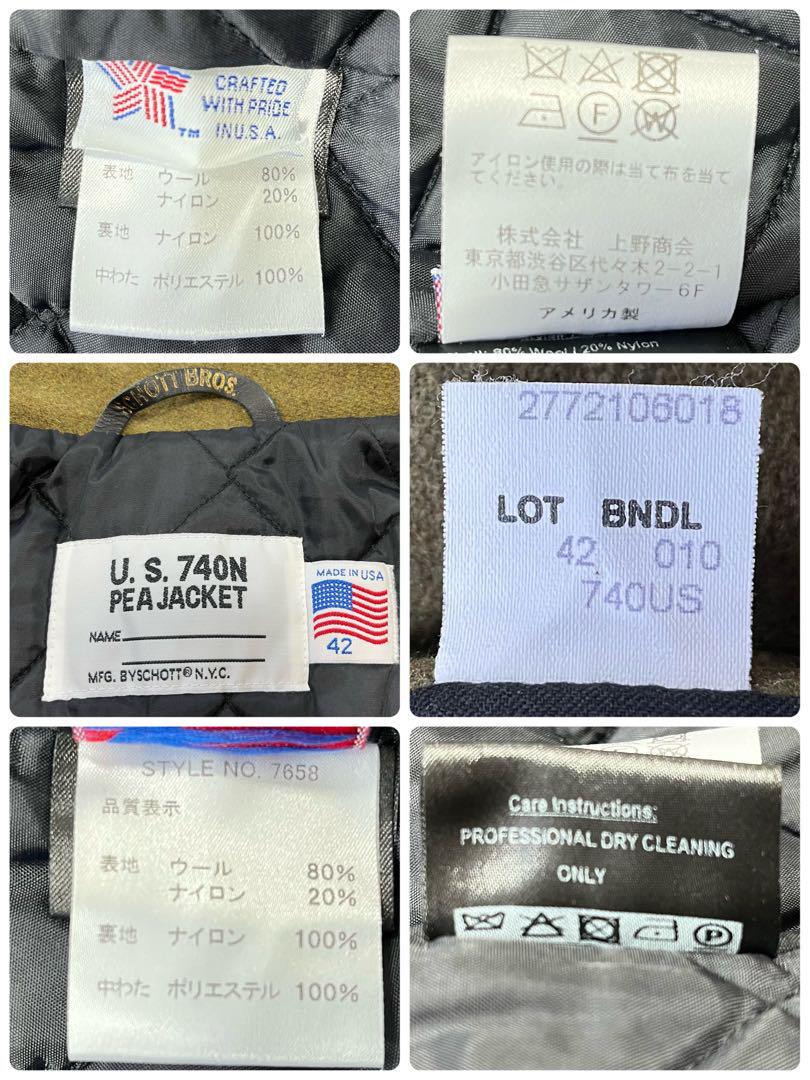 CRAFTED
WITH PRIDE
IN U.S.A.
TM
表地 ウール 80%
ナイロン 20%
裏地 ナイロン 100%
中わた ポリエステル 100%
F
W
アイロン使用の際は当て布を当て
てください。
株式会社 上野商会
東京都渋谷区代々木2-2-1
小田急サザンタワー6F
アメリカ製
80% Wool / 20% Nylon
SCHOTT BROS.
U. S. 740N
PEA JACKET
NAME
MFG. BY SCHOTT® N.Y.C.
MADE IN USA
42
2772106018
LOT BNDL
42 010
740US
STYLE NO. 7658
品質表示
表地 ウール 80%
ナイロン 20%
裏地 ナイロン 100%
中わた ポリエステル 100%
Care Instructions:
PROFESSIONAL DRY CLEANING
ONLY
P